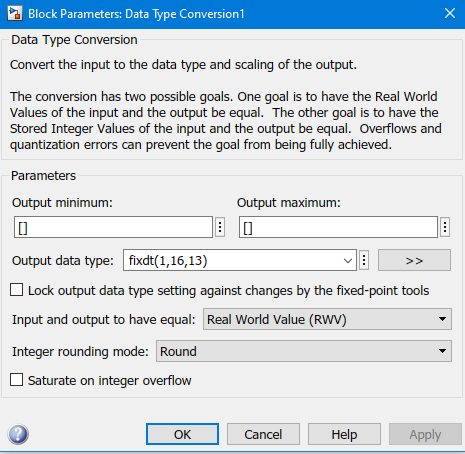 Block Parameters: Data Type Conversion1
Data Type Conversion
Convert the input to the data type and scaling of the output.
The conversion has two possible goals. One goal is to have the Real World
Values of the input and the output be equal.  The other goal is to have the
Stored Integer Values of the input and the output be equal.  Overflows and
quantization errors can prevent the goal from being fully achieved.
Parameters
Output minimum: Output maximum:
[] []
Output data type: fixdt(1,16,13) >>
Lock output data type setting against changes by the fixed-point tools
Input and output to have equal: Real World Value (RWV)
Integer rounding mode: Round
Saturate on integer overflow
OK Cancel Help Apply